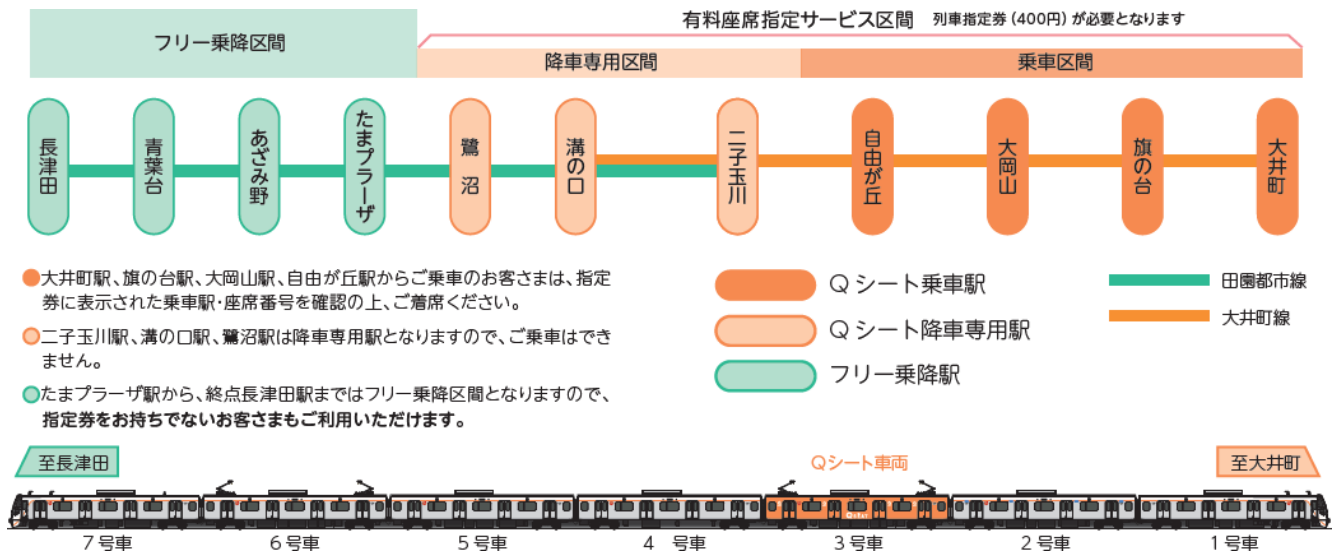 有料座席指定サービス区間 列車指定券(400円)が必要となります
フリー乗降区間
降車専用区間
乗車区間
長津田
青葉台
あざみ野
たまプラーザ
鷺沼
溝の口
二子玉川
自由が丘
大岡山
旗の台
大井町
●大井町駅、旗の台駅、大岡山駅、自由が丘駅からご乗車のお客さまは、指定
券に表示された乗車駅・座席番号を確認の上、ご着席ください。
二子玉川駅、溝の口駅、鷺沼駅は降車専用駅となりますので、ご乗車はでき
ません。
たまプラーザ駅から、終点長津田駅まではフリー乗降区間となりますので、
指定券をお持ちでないお客さまもご利用いただけます。
Qシート乗車駅
Qシート降車専用駅
フリー乗降駅
田園都市線
大井町線
至長津田
Qシート車両
至大井町
7号車
6号車
5号車
4 号車
3号車
2号車
1号車